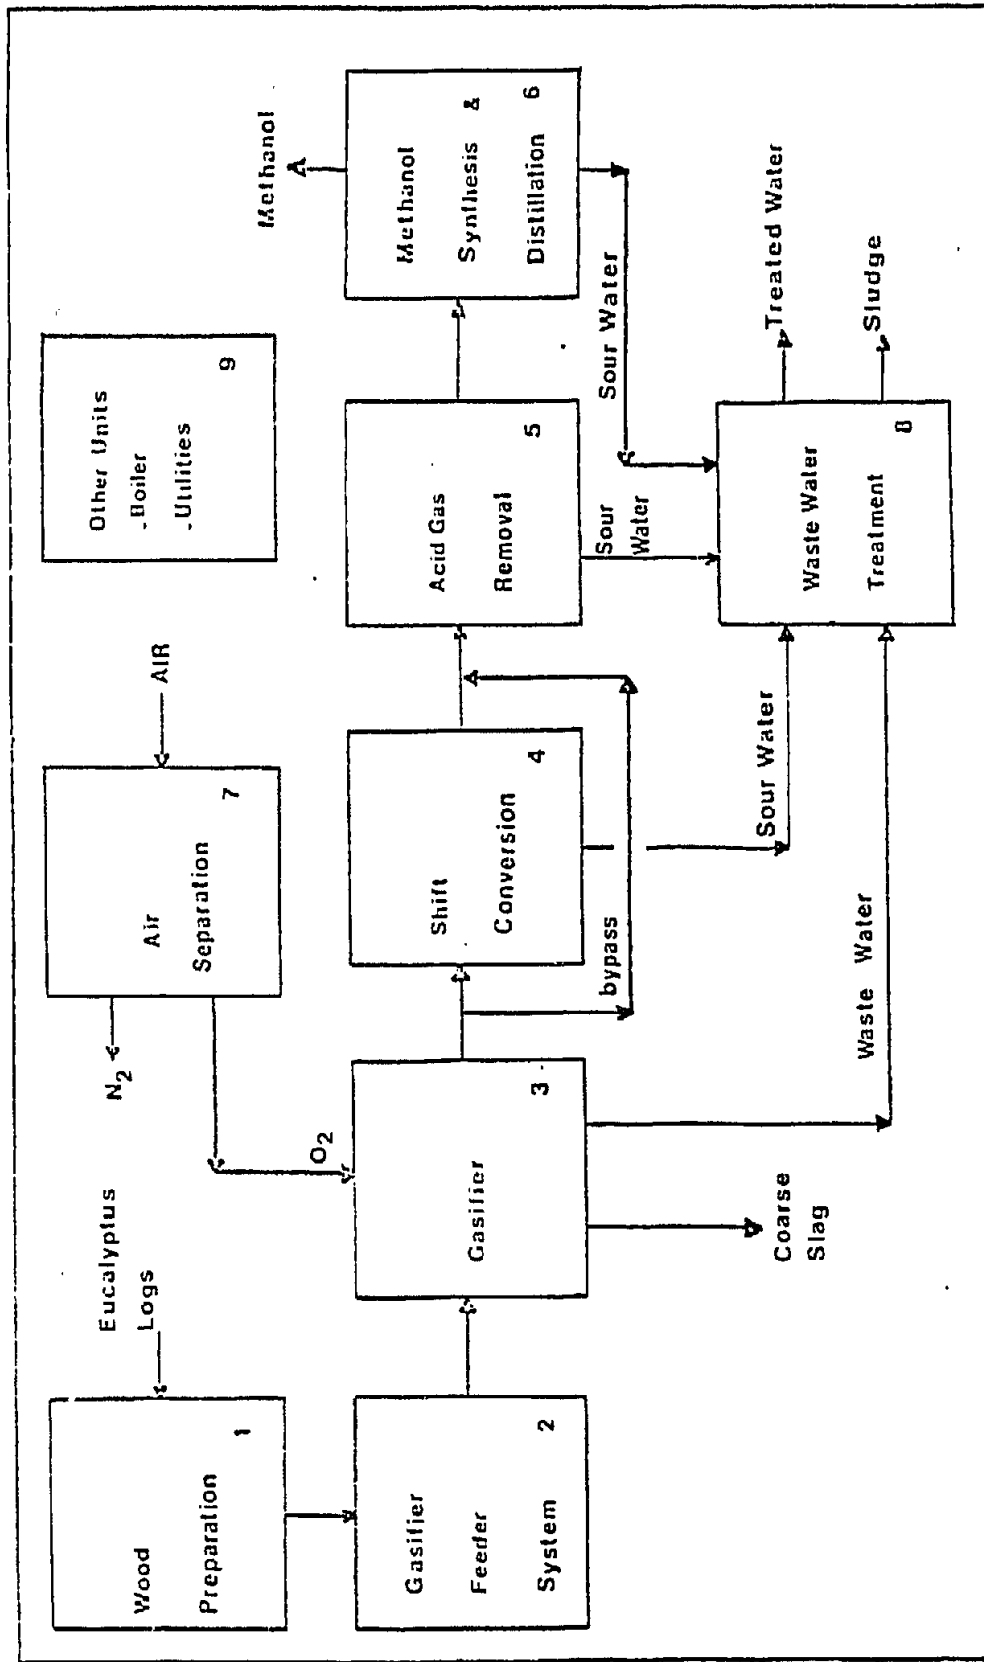 Eucalyptus
Logs
Wood
Preparation
1
Gasifier
Feeder
System
2
N2
AIR
Air
Separation
7
O2
Gasifier
3
Coarse
Slag
Waste Water
bypass
Shift
Conversion
4
Sour Water
Acid Gas
Removal
5
Sour
Water
Other Units
-Boiler
-Utilities
9
Methanol
Methanol
Synthesis &
Distillation
6
Sour Water
Waste Water
Treatment
8
Treated Water
Sludge